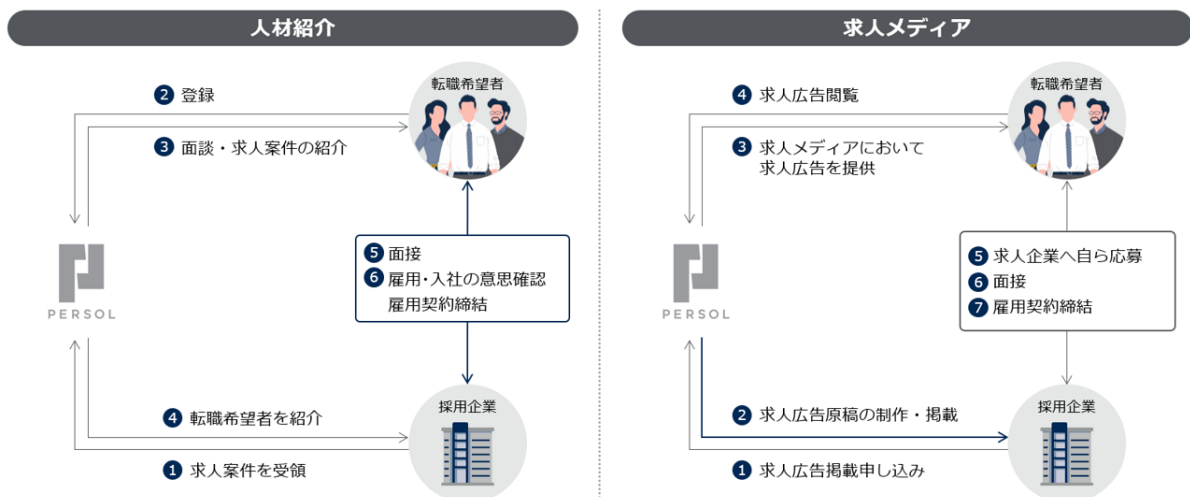 人材紹介
転職希望者
❷ 登録
❸ 面談・求人案件の紹介
❺ 面接
❻ 雇用・入社の意思確認
雇用契約締結
PERSOL
採用企業
❹ 転職希望者を紹介
❶ 求人案件を受領
求人メディア
転職希望者
❹ 求人広告閲覧
❸ 求人メディアにおいて
求人広告を提供
❺ 求人企業へ自ら応募
❻ 面接
❼ 雇用契約締結
PERSOL
採用企業
❷ 求人広告原稿の制作・掲載
❶ 求人広告掲載申し込み